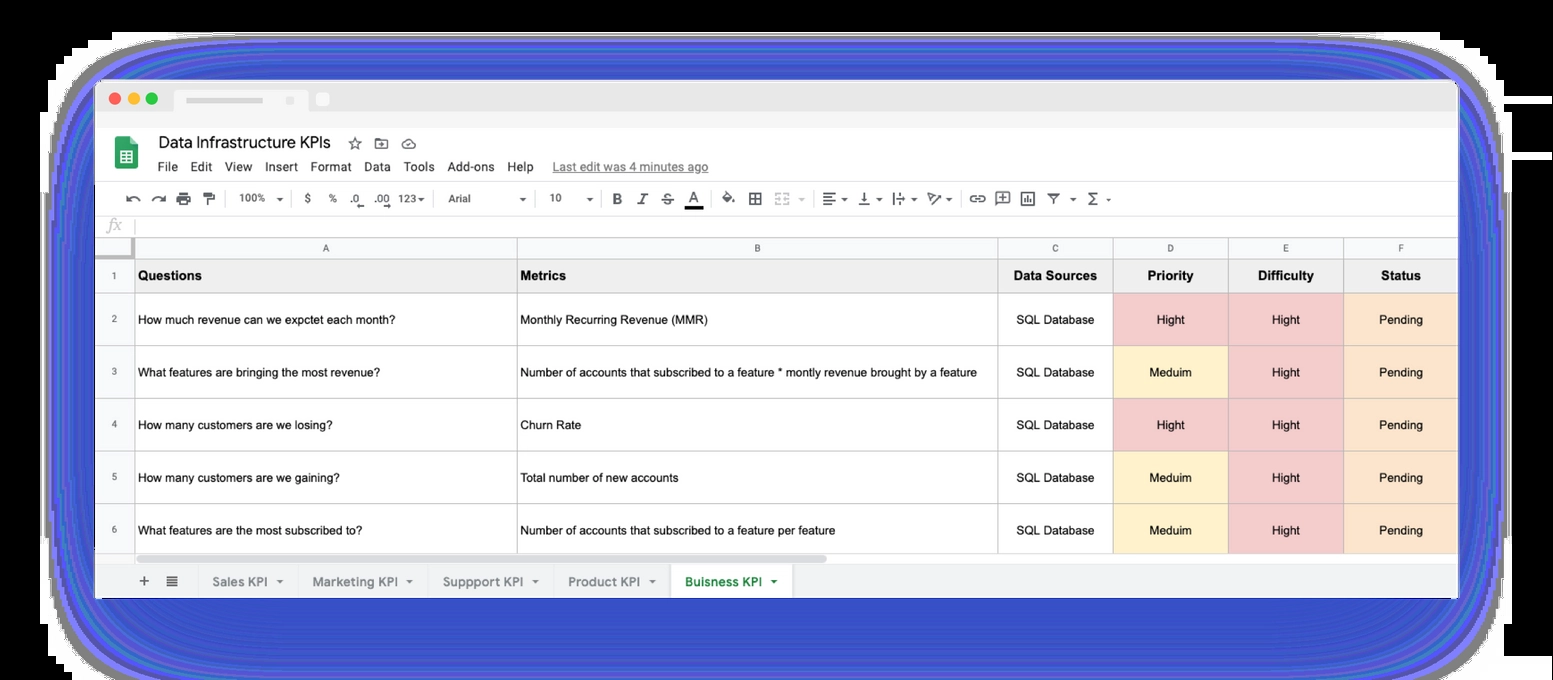 Data Infrastructure KPIs
File Edit View Insert Format Data Tools Add-ons Help Last edit was 4 minutes ago
100% $ % .0 .00 123 Arial 10 B I S A Σ
fx
A B C D E F
1 Questions Metrics Data Sources Priority Difficulty Status
2 How much revenue can we expctet each month? Monthly Recurring Revenue (MMR) SQL Database Hight Hight Pending
3 What features are bringing the most revenue? Number of accounts that subscribed to a feature * montly revenue brought by a feature SQL Database Meduim Hight Pending
4 How many customers are we losing? Churn Rate SQL Database Hight Hight Pending
5 How many customers are we gaining? Total number of new accounts SQL Database Meduim Hight Pending
6 What features are the most subscribed to? Number of accounts that subscribed to a feature per feature SQL Database Meduim Hight Pending
+ Sales KPI Marketing KPI Suppport KPI Product KPI Buisness KPI